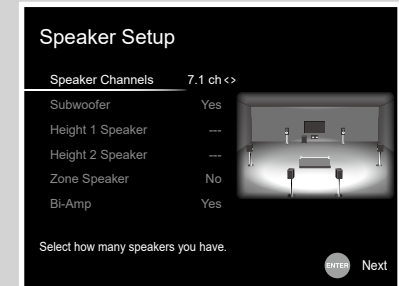 Speaker Setup
Speaker Channels 7.1 ch <>
Subwoofer Yes
Height 1 Speaker ---
Height 2 Speaker ---
Zone Speaker No
Bi-Amp Yes
Select how many speakers you have.
ENTER Next